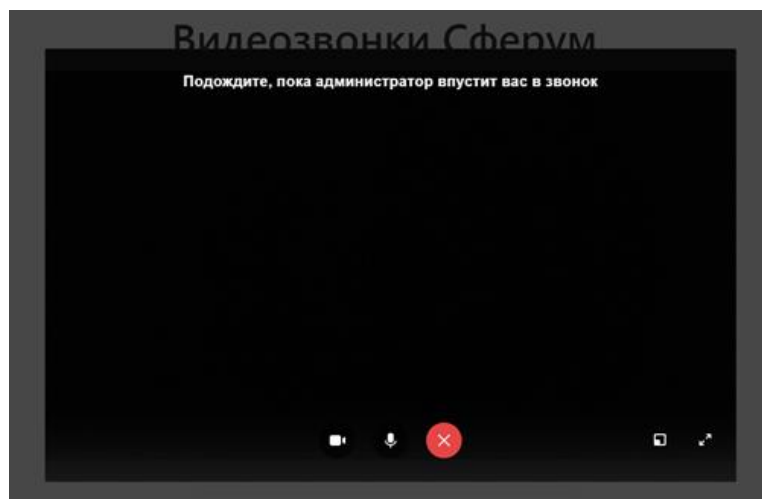 Видеозвонки Сферум
Подождите, пока администратор впустит вас в звонок